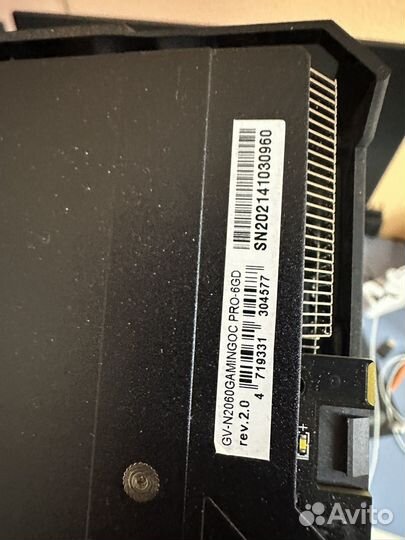 SN202141030960
GV-N2060GAMINGOC PRO-6GD
rev.2.0
4 719331 304577
Avito